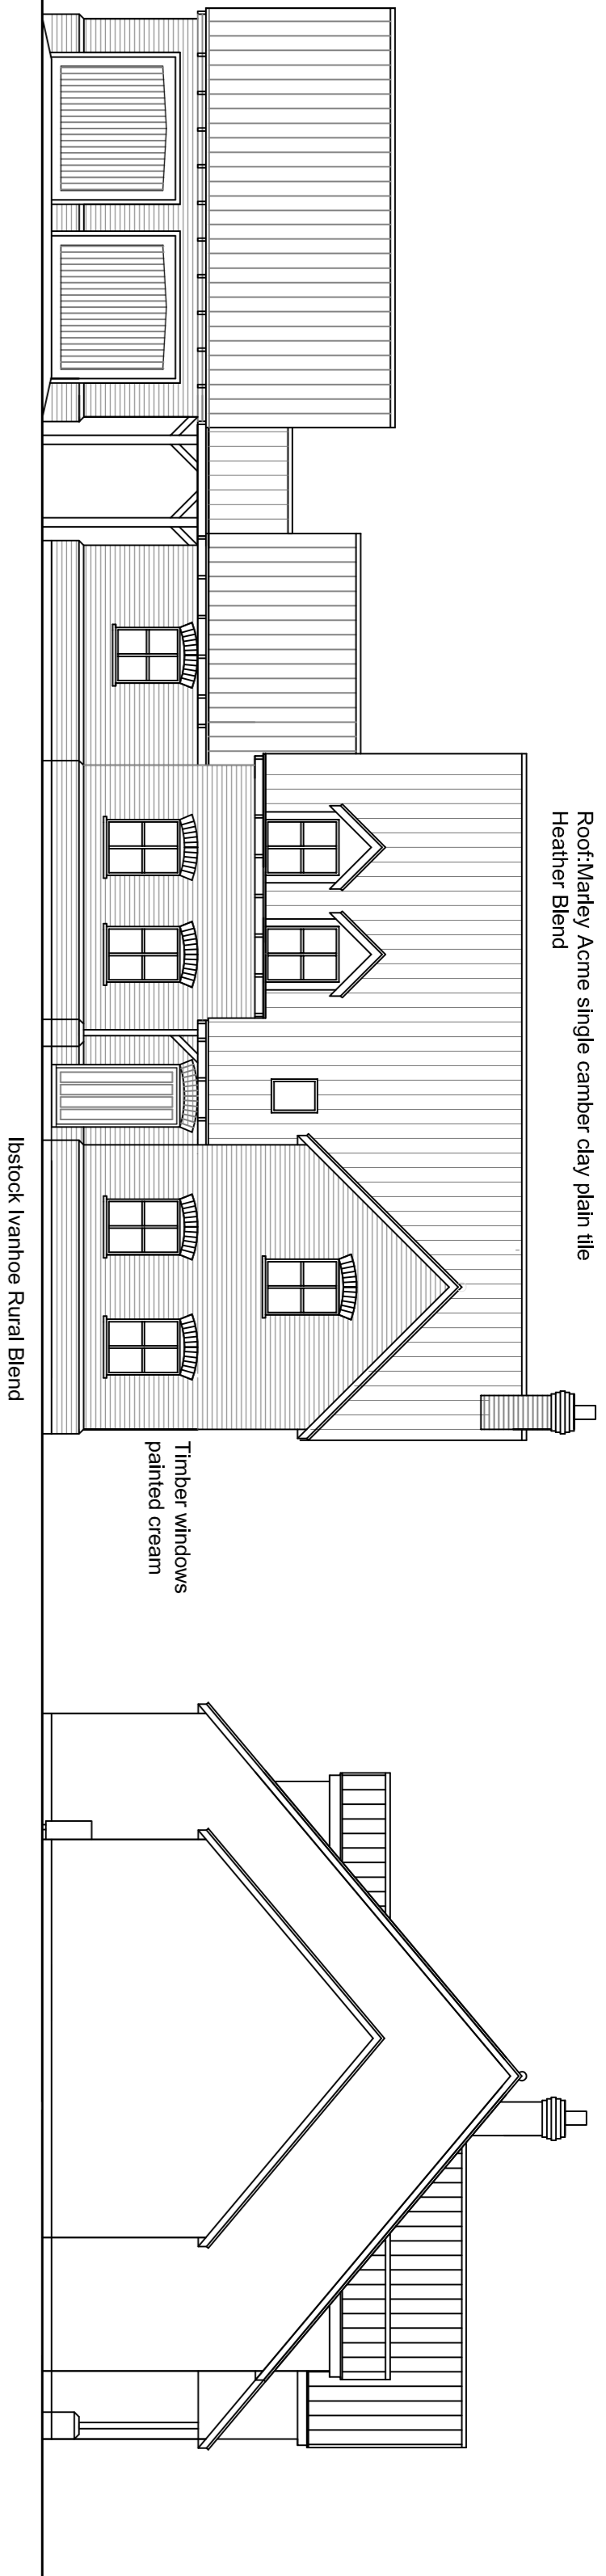 Roof:Marley Acme single camber clay plain tile
Heather Blend
Timber windows
painted cream
Ibstock Ivanhoe Rural Blend